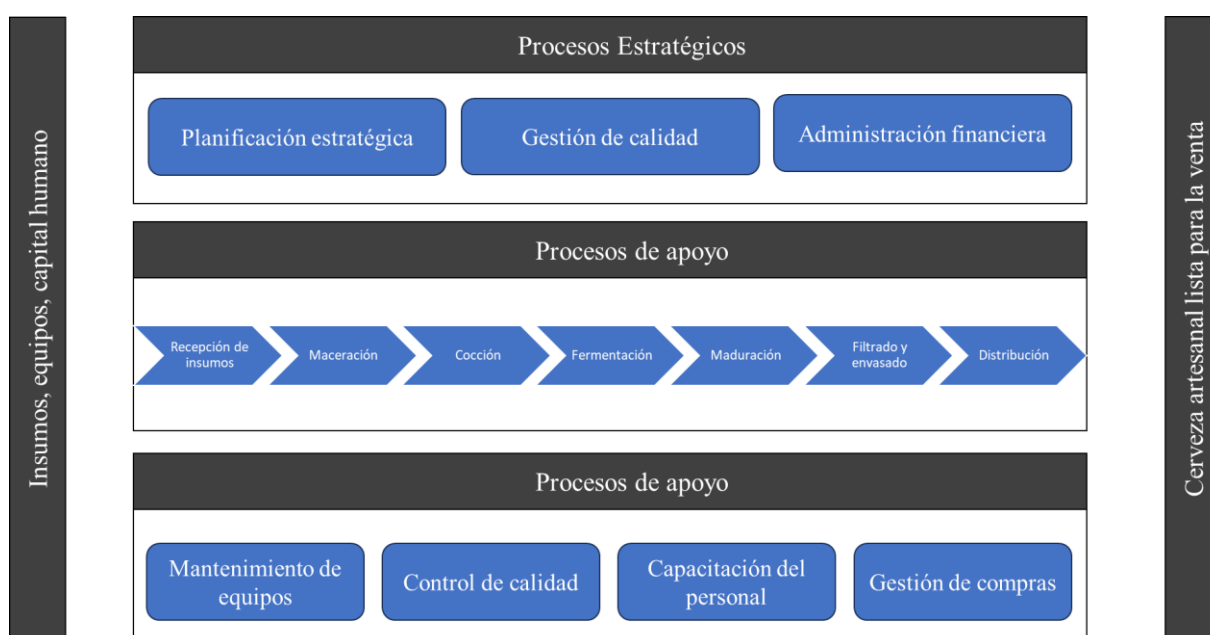 Insumos, equipos, capital humano
Procesos Estratégicos
Planificación estratégica
Gestión de calidad
Administración financiera
Procesos de apoyo
Recepción de
insumos
Maceración
Cocción
Fermentación
Maduración
Filtrado y
envasado
Distribución
Procesos de apoyo
Mantenimiento de
equipos
Control de calidad
Capacitación del
personal
Gestión de compras
Cerveza artesanal lista para la venta